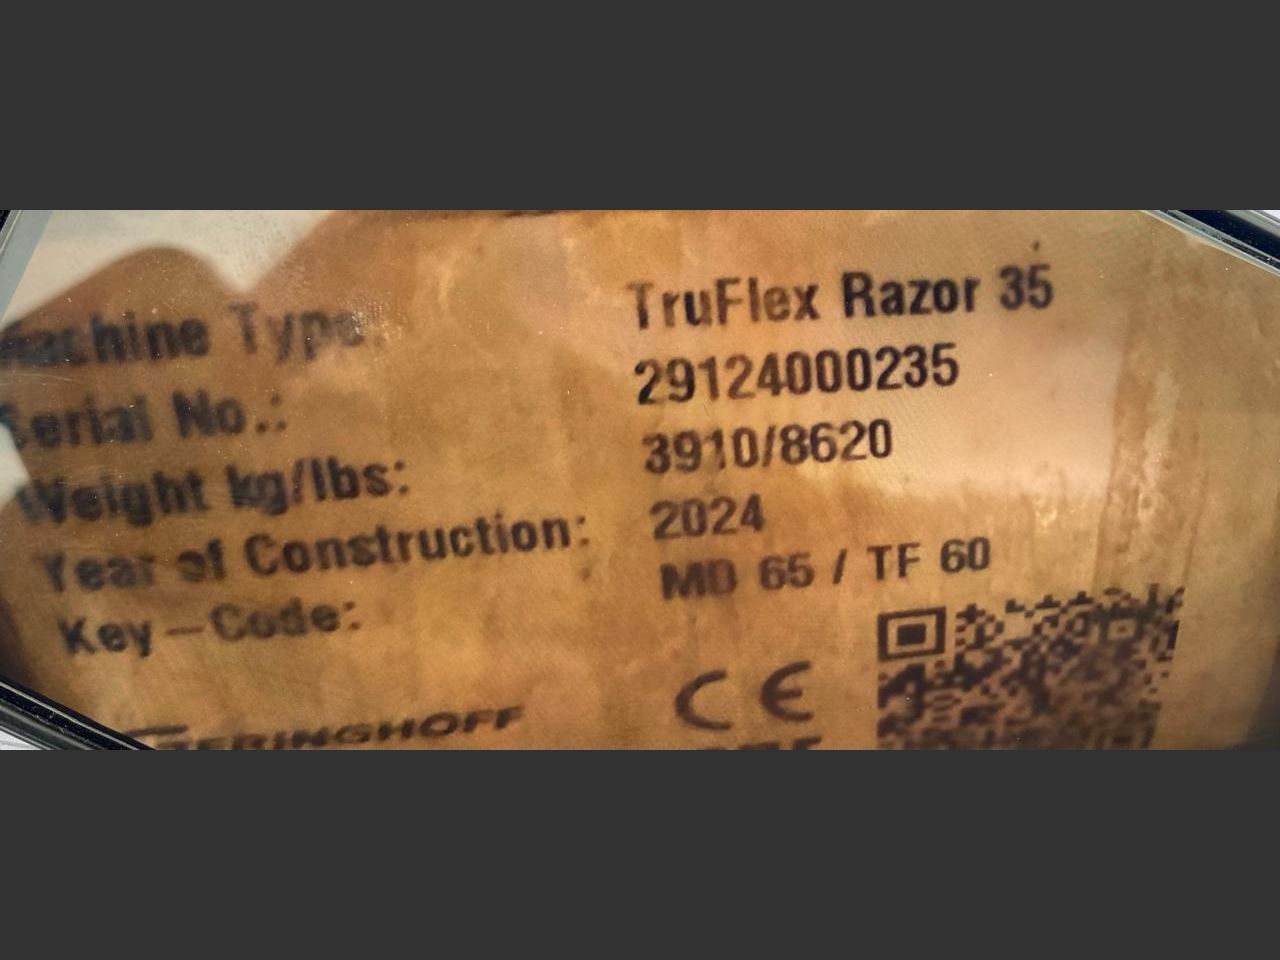 Machine Type TruFlex Razor 35
Serial No.: 29124000235
Weight kg/lbs: 3910/8620
Year of Construction: 2024
Key-Code: MD 65 / TF 60
GERINGHOFF CE